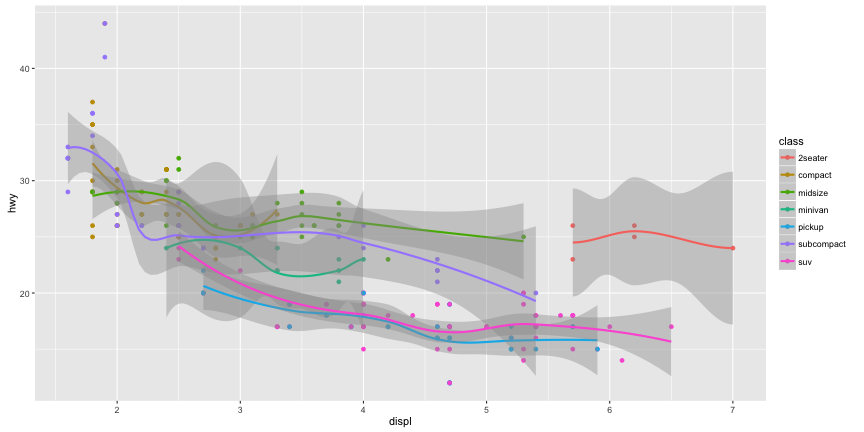 40
30
20
hwy
2 3 4 5 6 7
displ
class
2seater
compact
midsize
minivan
pickup
subcompact
suv